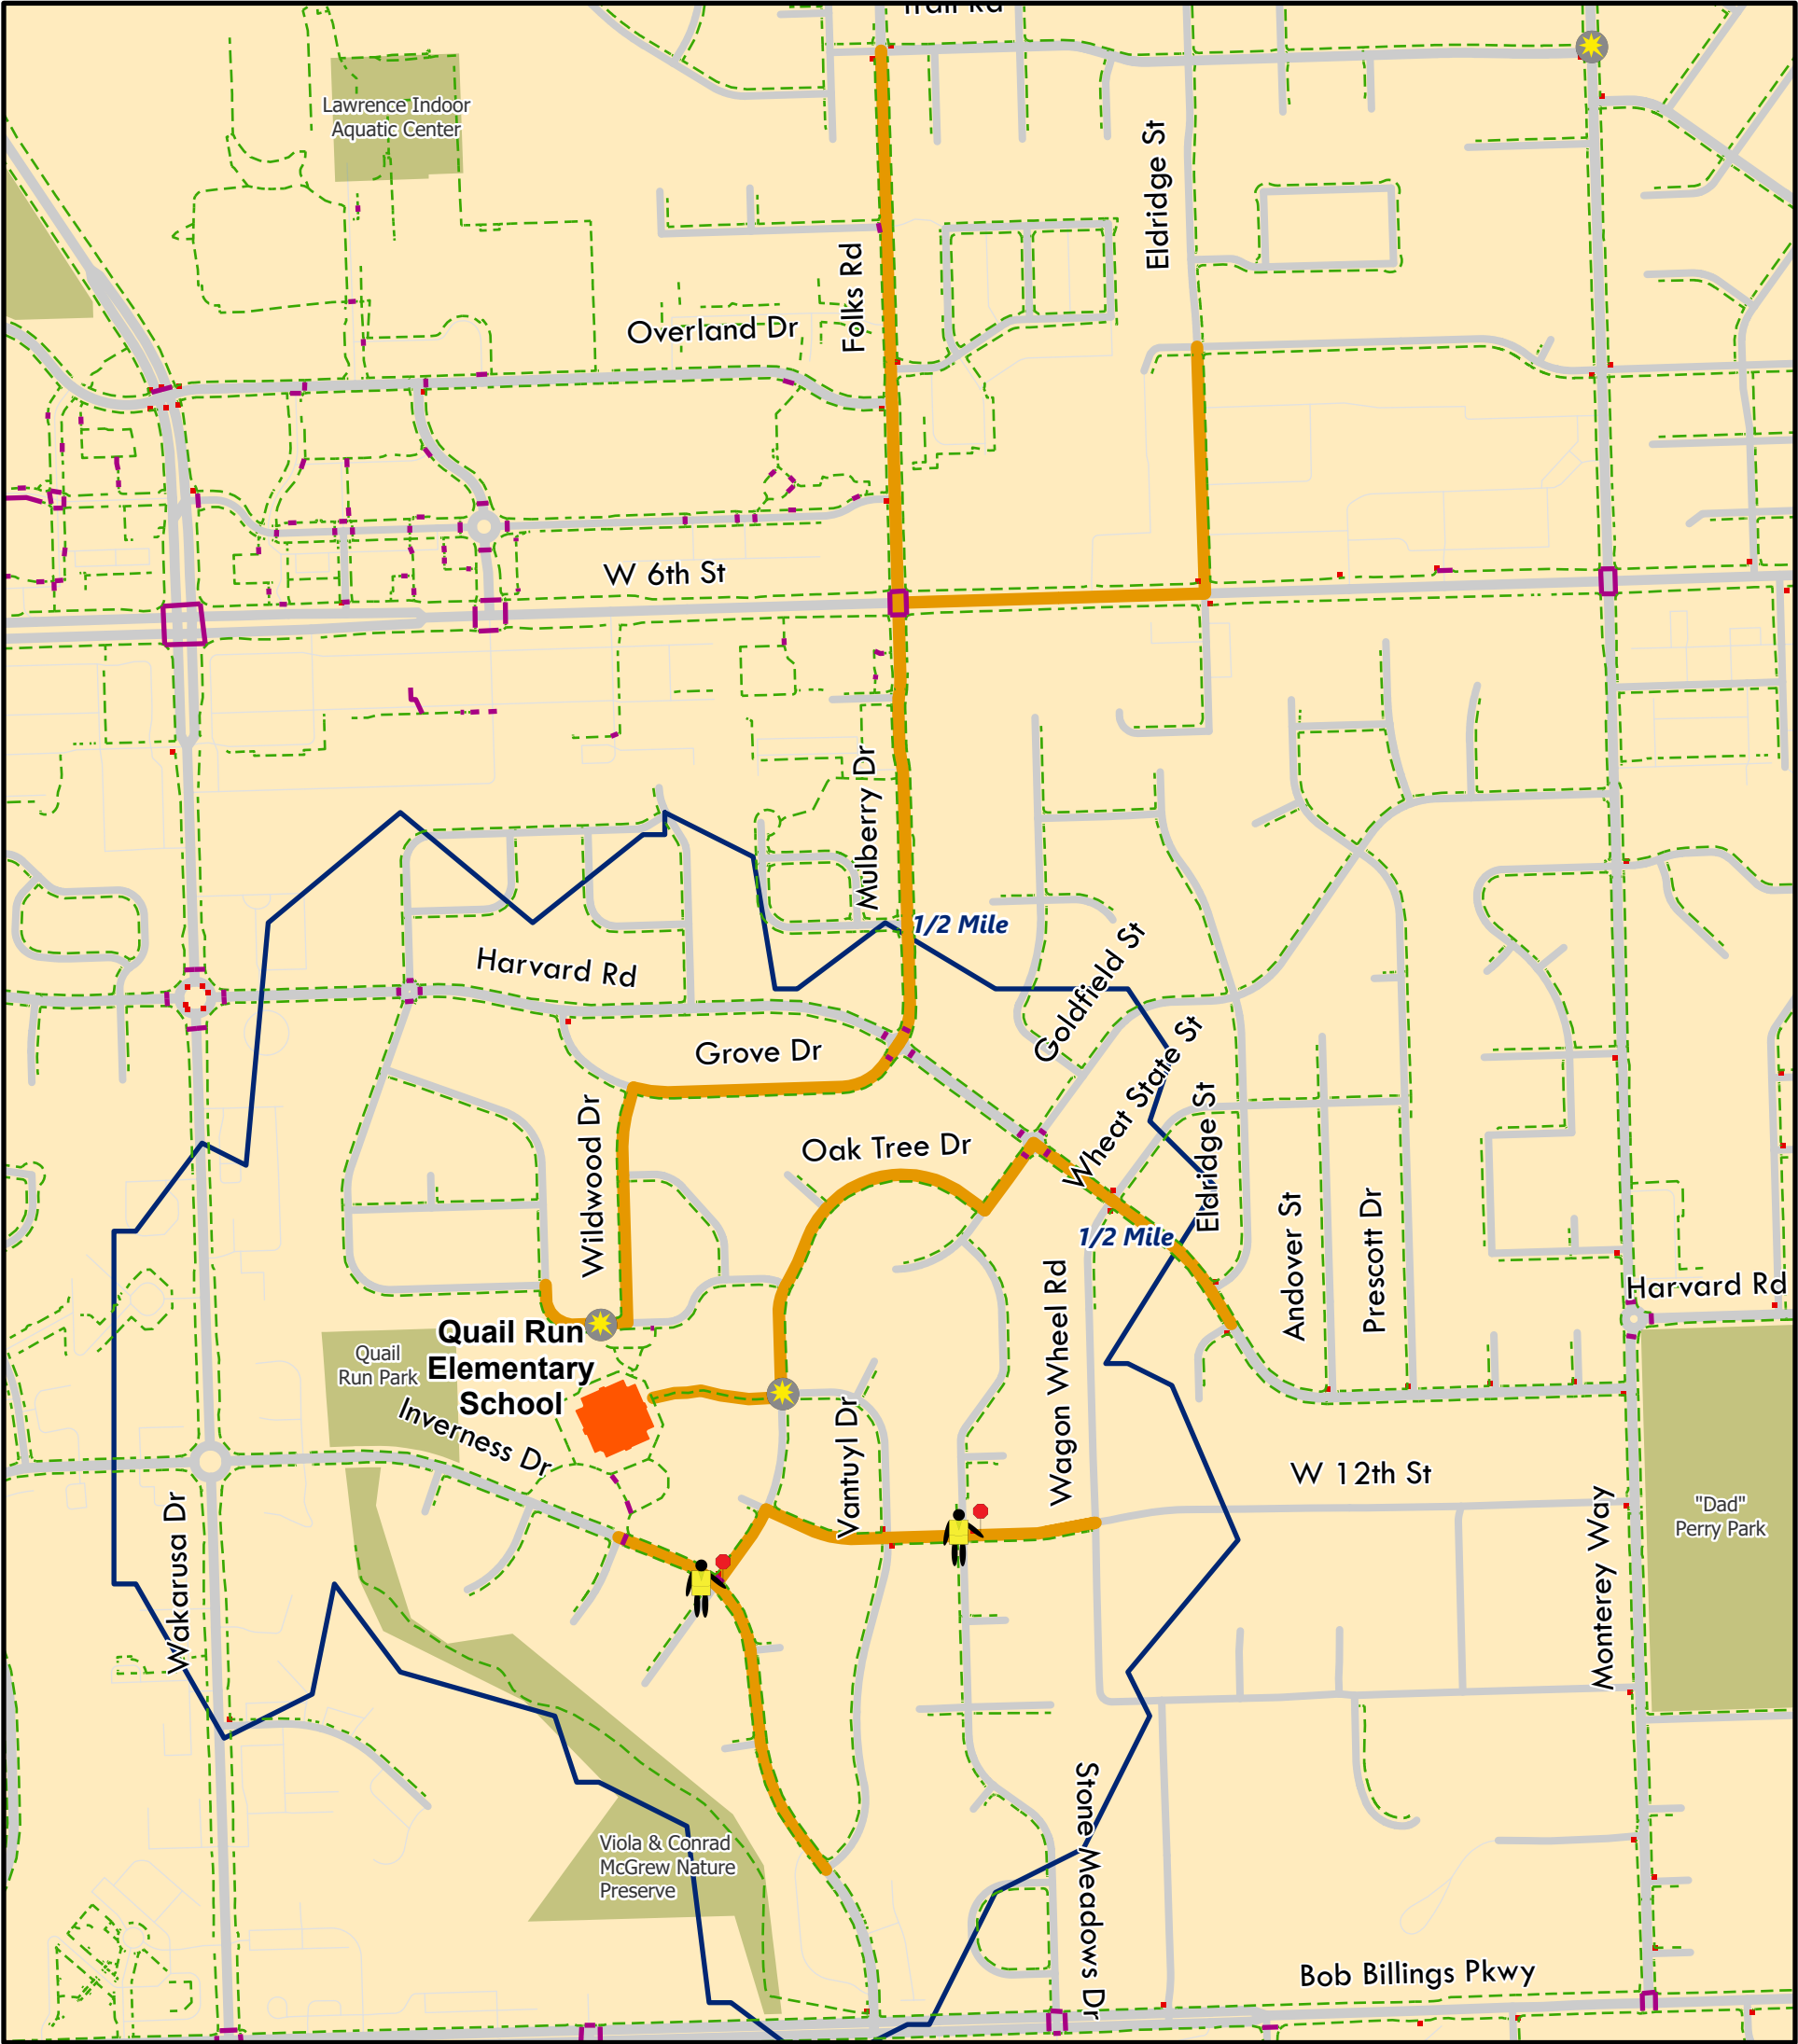 Trail Rd
Lawrence Indoor
Aquatic Center
Eldridge St
Folks Rd
Overland Dr
W 6th St
Mulberry Dr
1/2 Mile
Harvard Rd
Goldfield St
Grove Dr
Wheat State St
Wildwood Dr
Oak Tree Dr
Eldridge St
1/2 Mile
Andover St
Prescott Dr
Harvard Rd
Wagon Wheel Rd
Quail Run
Elementary
School
Quail
Run Park
Inverness Dr
Vantuyl Dr
W 12th St
"Dad"
Perry Park
Wakarusa Dr
Monterey Way
Stone Meadows Dr
Viola & Conrad
McGrew Nature
Preserve
Bob Billings Pkwy